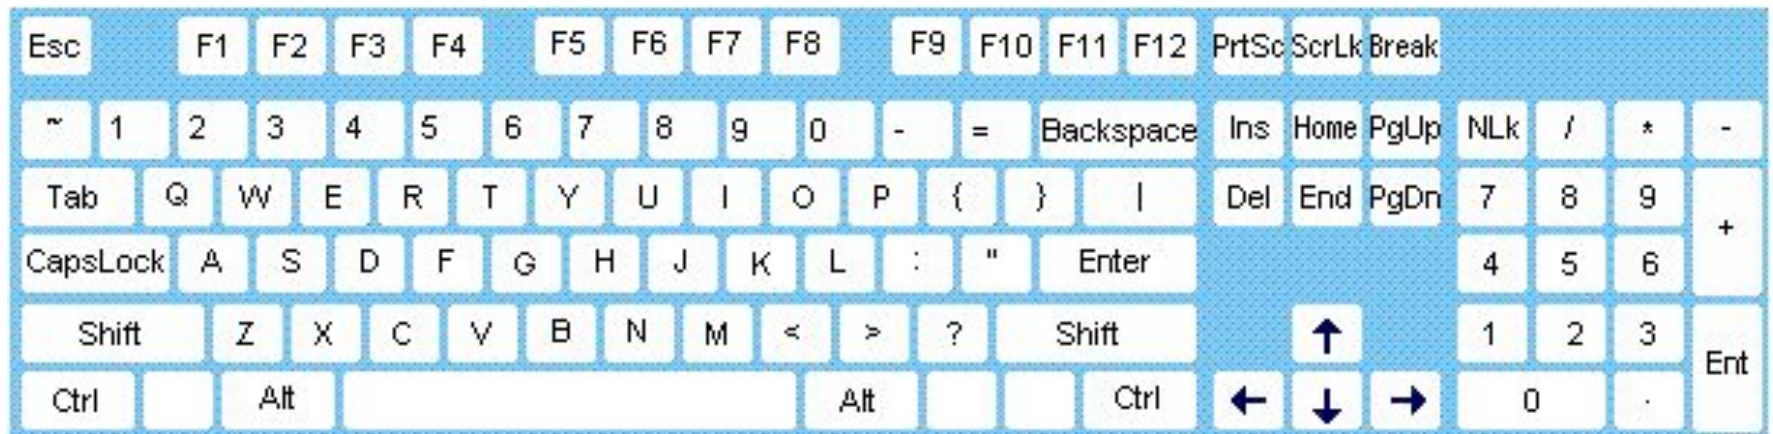 Esc F1 F2 F3 F4 F5 F6 F7 F8 F9 F10 F11 F12 PrtSc ScrLk Break
~ 1 2 3 4 5 6 7 8 9 0 - = Backspace Ins Home PgUp NLk / * -
Tab Q W E R T Y U I O P { } | Del End PgDn 7 8 9 +
CapsLock A S D F G H J K L : " Enter 4 5 6
Shift Z X C V B N M < > ? Shift ↑ 1 2 3 Ent
Ctrl Alt Alt Ctrl ← ↓ → 0 .